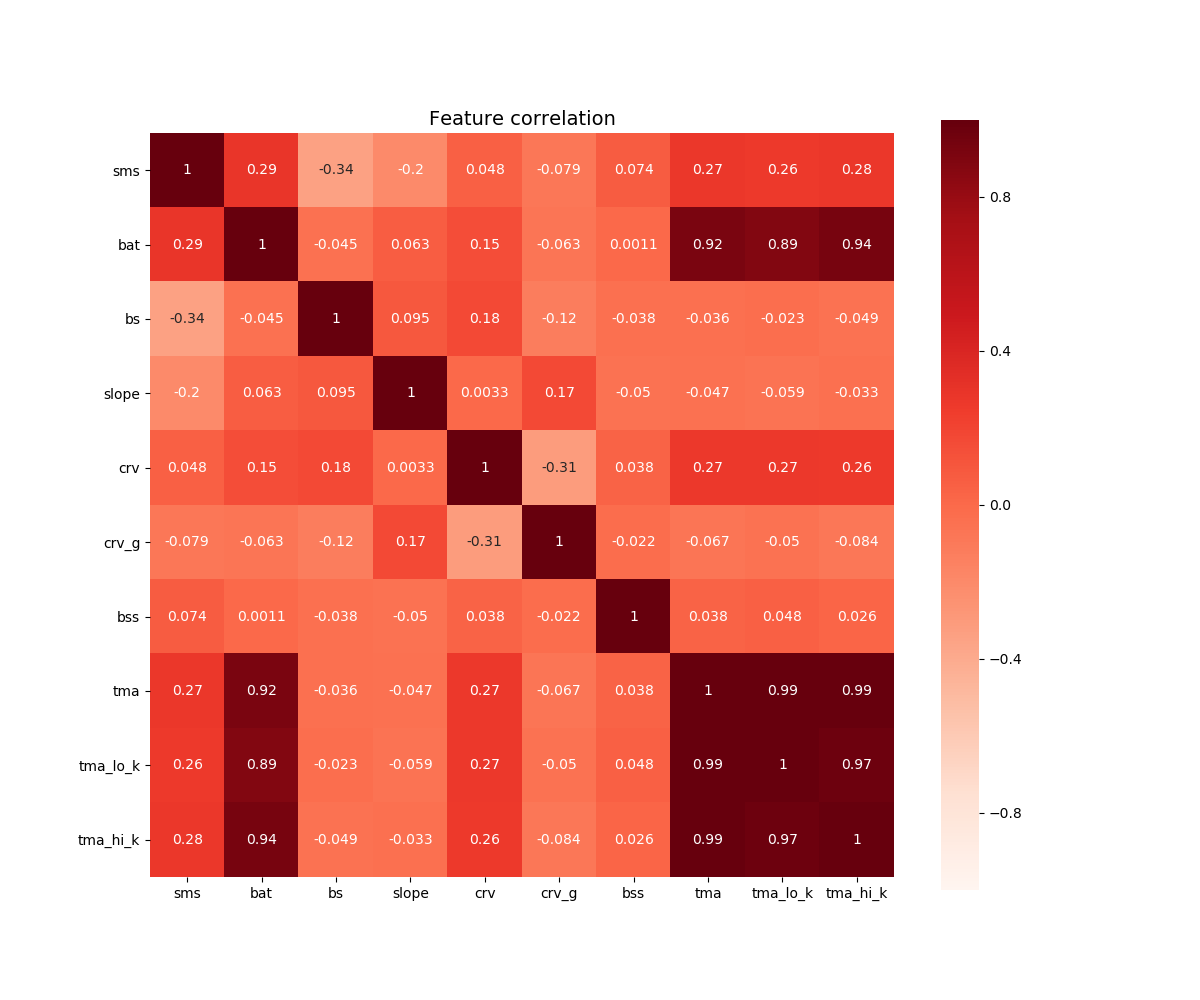 Feature correlation
sms 1 0.29 -0.34 -0.2 0.048 -0.079 0.074 0.27 0.26 0.28
bat 0.29 1 -0.045 0.063 0.15 -0.063 0.0011 0.92 0.89 0.94
bs -0.34 -0.045 1 0.095 0.18 -0.12 -0.038 -0.036 -0.023 -0.049
slope -0.2 0.063 0.095 1 0.0033 0.17 -0.05 -0.047 -0.059 -0.033
crv 0.048 0.15 0.18 0.0033 1 -0.31 0.038 0.27 0.27 0.26
crv_g -0.079 -0.063 -0.12 0.17 -0.31 1 -0.022 -0.067 -0.05 -0.084
bss 0.074 0.0011 -0.038 -0.05 0.038 -0.022 1 0.038 0.048 0.026
tma 0.27 0.92 -0.036 -0.047 0.27 -0.067 0.038 1 0.99 0.99
tma_lo_k 0.26 0.89 -0.023 -0.059 0.27 -0.05 0.048 0.99 1 0.97
tma_hi_k 0.28 0.94 -0.049 -0.033 0.26 -0.084 0.026 0.99 0.97 1
sms bat bs slope crv crv_g bss tma tma_lo_k tma_hi_k
0.8
0.4
0.0
−0.4
−0.8